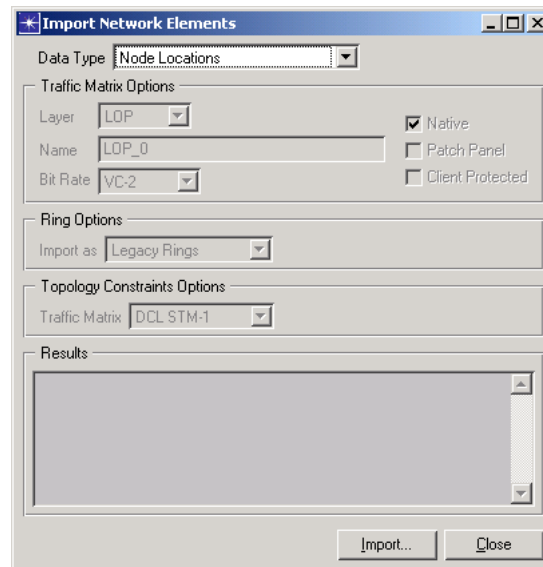 Import Network Elements
Data Type Node Locations
Traffic Matrix Options
Layer LOP
Native
Name LOP_0
Patch Panel
Bit Rate VC-2
Client Protected
Ring Options
Import as Legacy Rings
Topology Constraints Options
Traffic Matrix DCL STM-1
Results
Import... Close